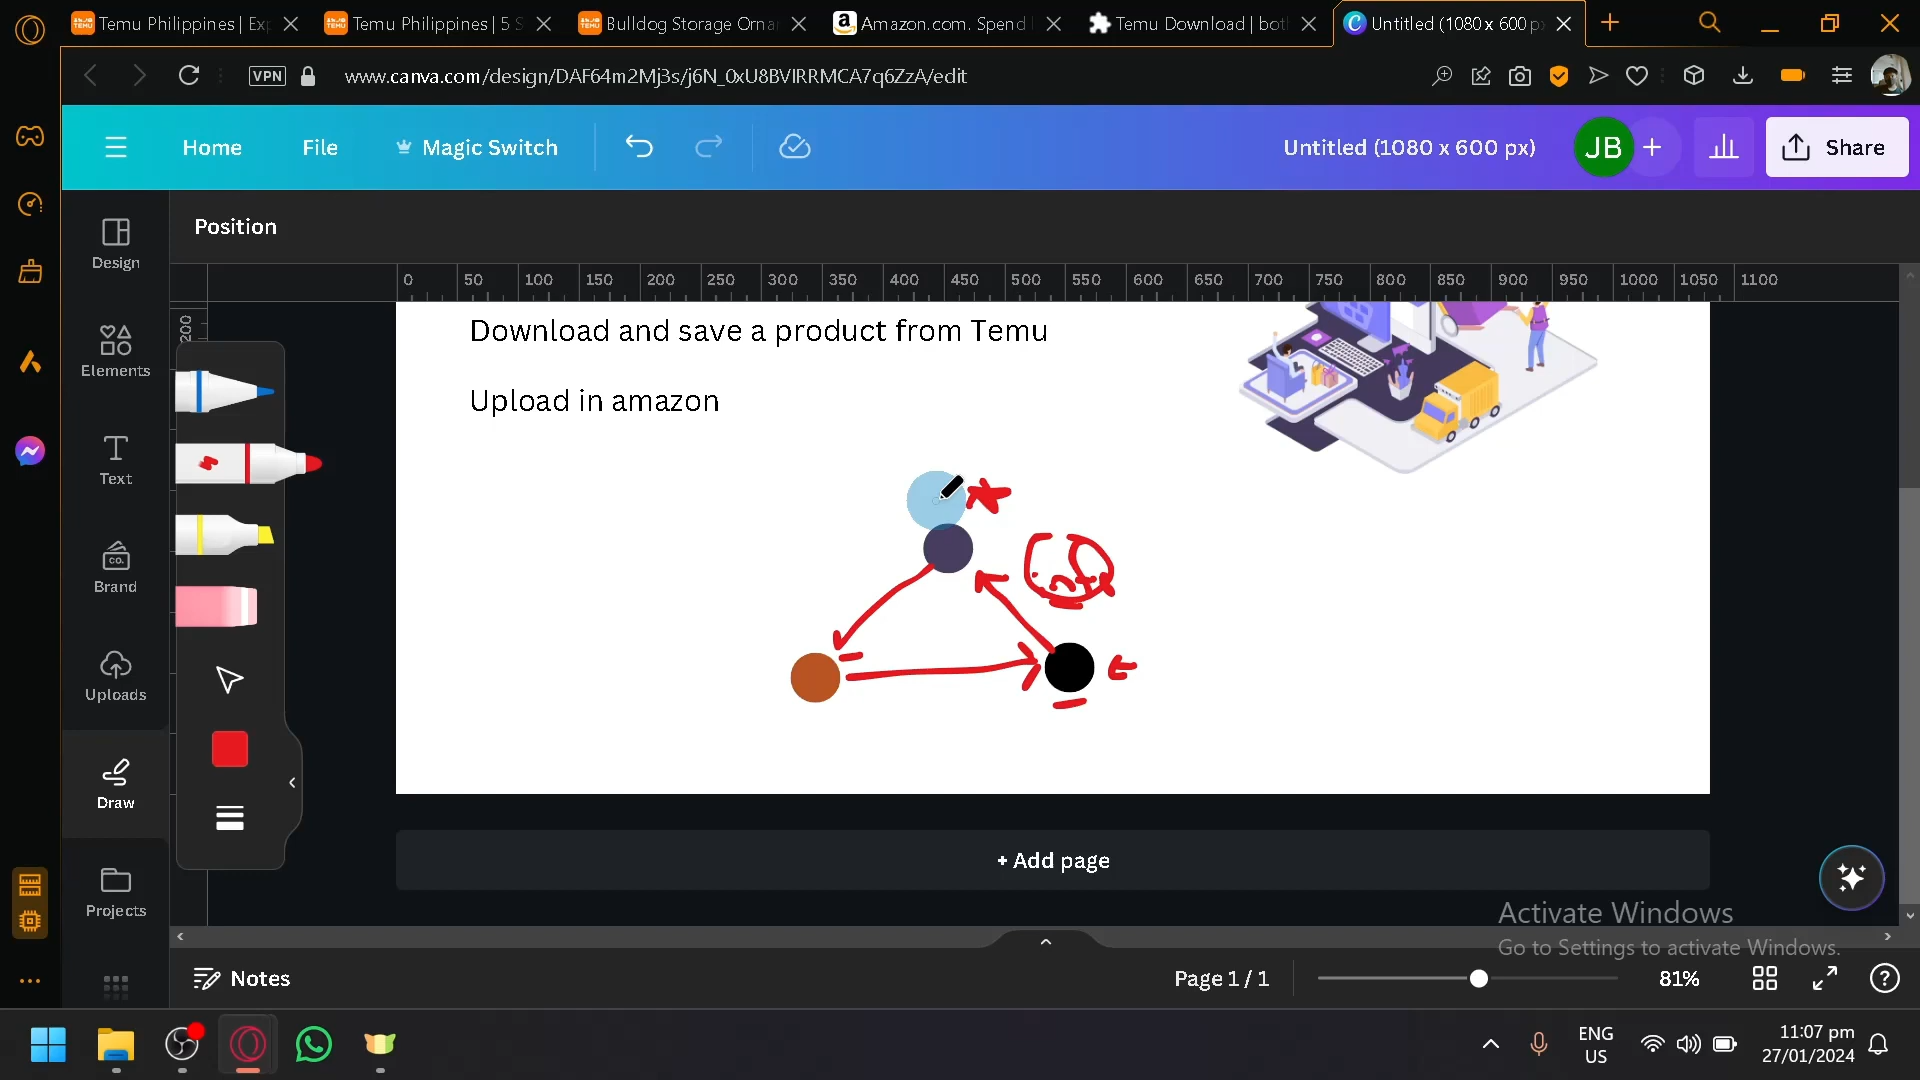 Temu Philippines | Exp
Temu Philippines | 5 S
Bulldog Storage Orna
Amazon.com. Spend
Temu Download | bot
Untitled (1080 x 600 p
VPN
www.canva.com/design/DAF64m2Mj3s/j6N_0xU8BVIRRMCA7q6ZzA/edit
Home
File
Magic Switch
Untitled (1080 x 600 px)
JB
Share
Position
Design
Elements
Text
Brand
Uploads
Draw
Projects
CO.
0 50 100 150 200 250 300 350 400 450 500 550 600 650 700 750 800 850 900 950 1000 1050 1100
200
Download and save a product from Temu
Upload in amazon
+ Add page
Activate Windows
Go to Settings to activate Windows.
Notes
Page 1 / 1
81%
ENG
US
11:07 pm
27/01/2024